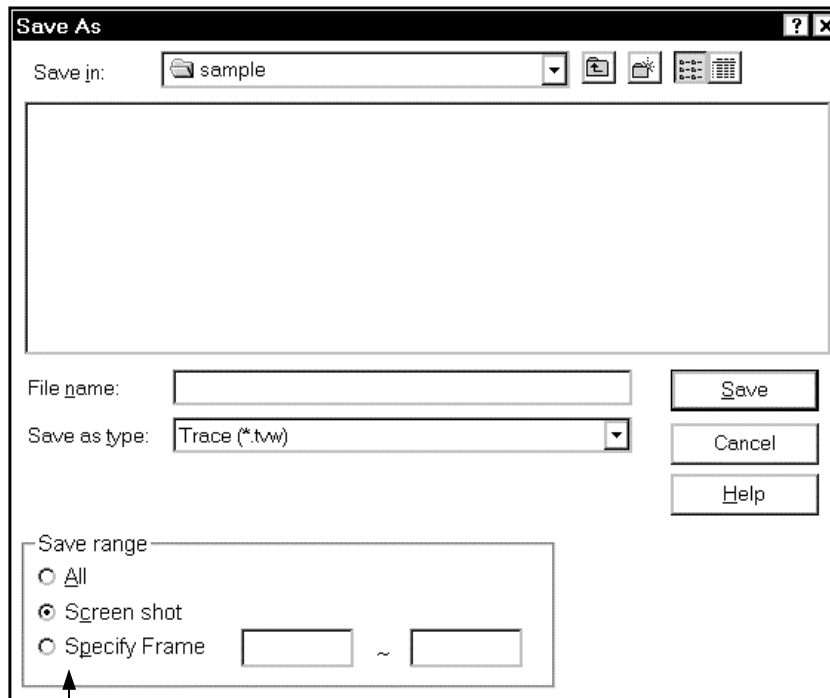 Save As
Save in: sample
File name:
Save
Save as type: Trace (*.tvw)
Cancel
Help
Save range
All
Screen shot
Specify Frame ~